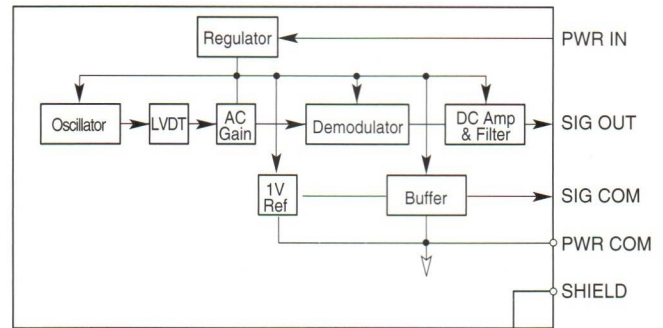 Regulator
PWR IN
Oscillator
LVDT
AC
Gain
Demodulator
DC Amp
& Filter
SIG OUT
1V
Ref
Buffer
SIG COM
PWR COM
SHIELD